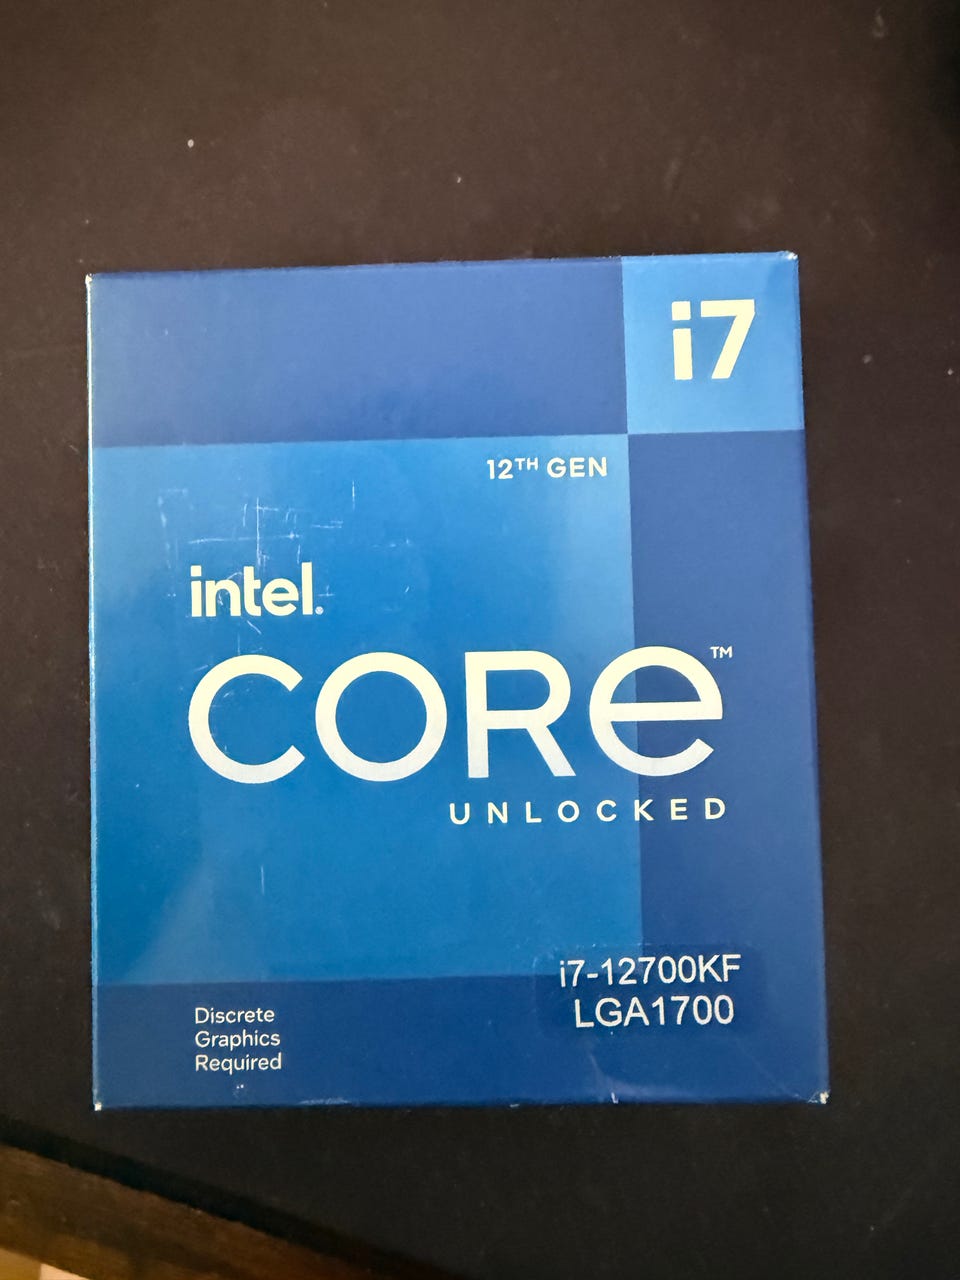 i7
12TH GEN
intel.
CORE™
UNLOCKED
i7-12700KF
LGA1700
Discrete
Graphics
Required